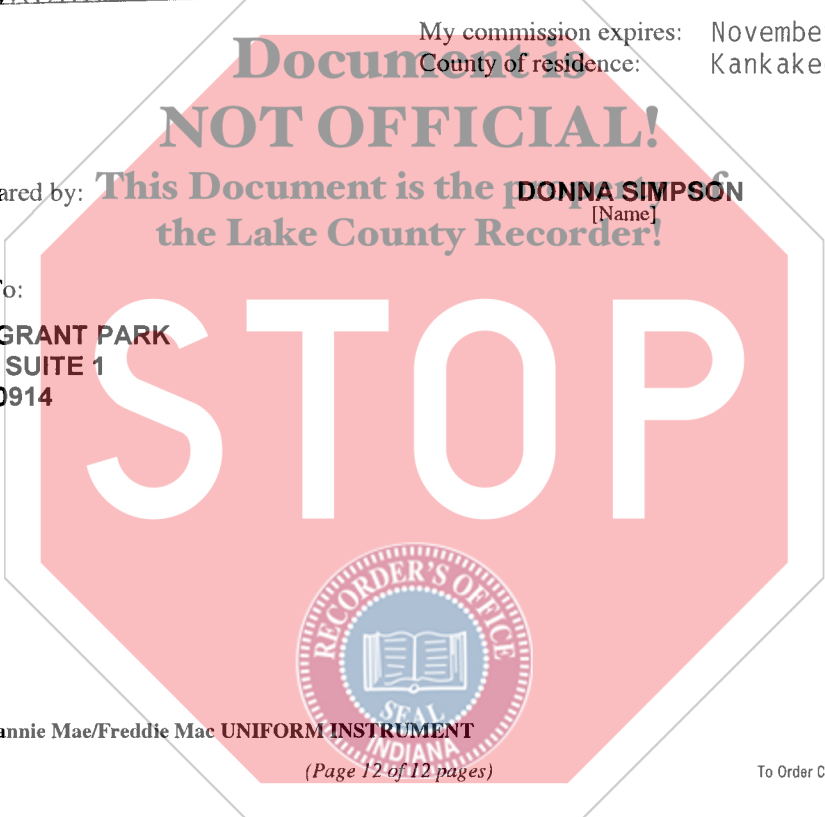 My commission expires: Novembe
County of residence: Kankake
Document is
NOT OFFICIAL!
This Document is the property of
the Lake County Recorder!
ared by: DONNA SIMPSON
[Name]
To:
GRANT PARK
SUITE 1
0914
STOP
RECORDER'S OFFICE
SEAL
INDIANA
annie Mae/Freddie Mac UNIFORM INSTRUMENT
(Page 12 of 12 pages)
To Order C